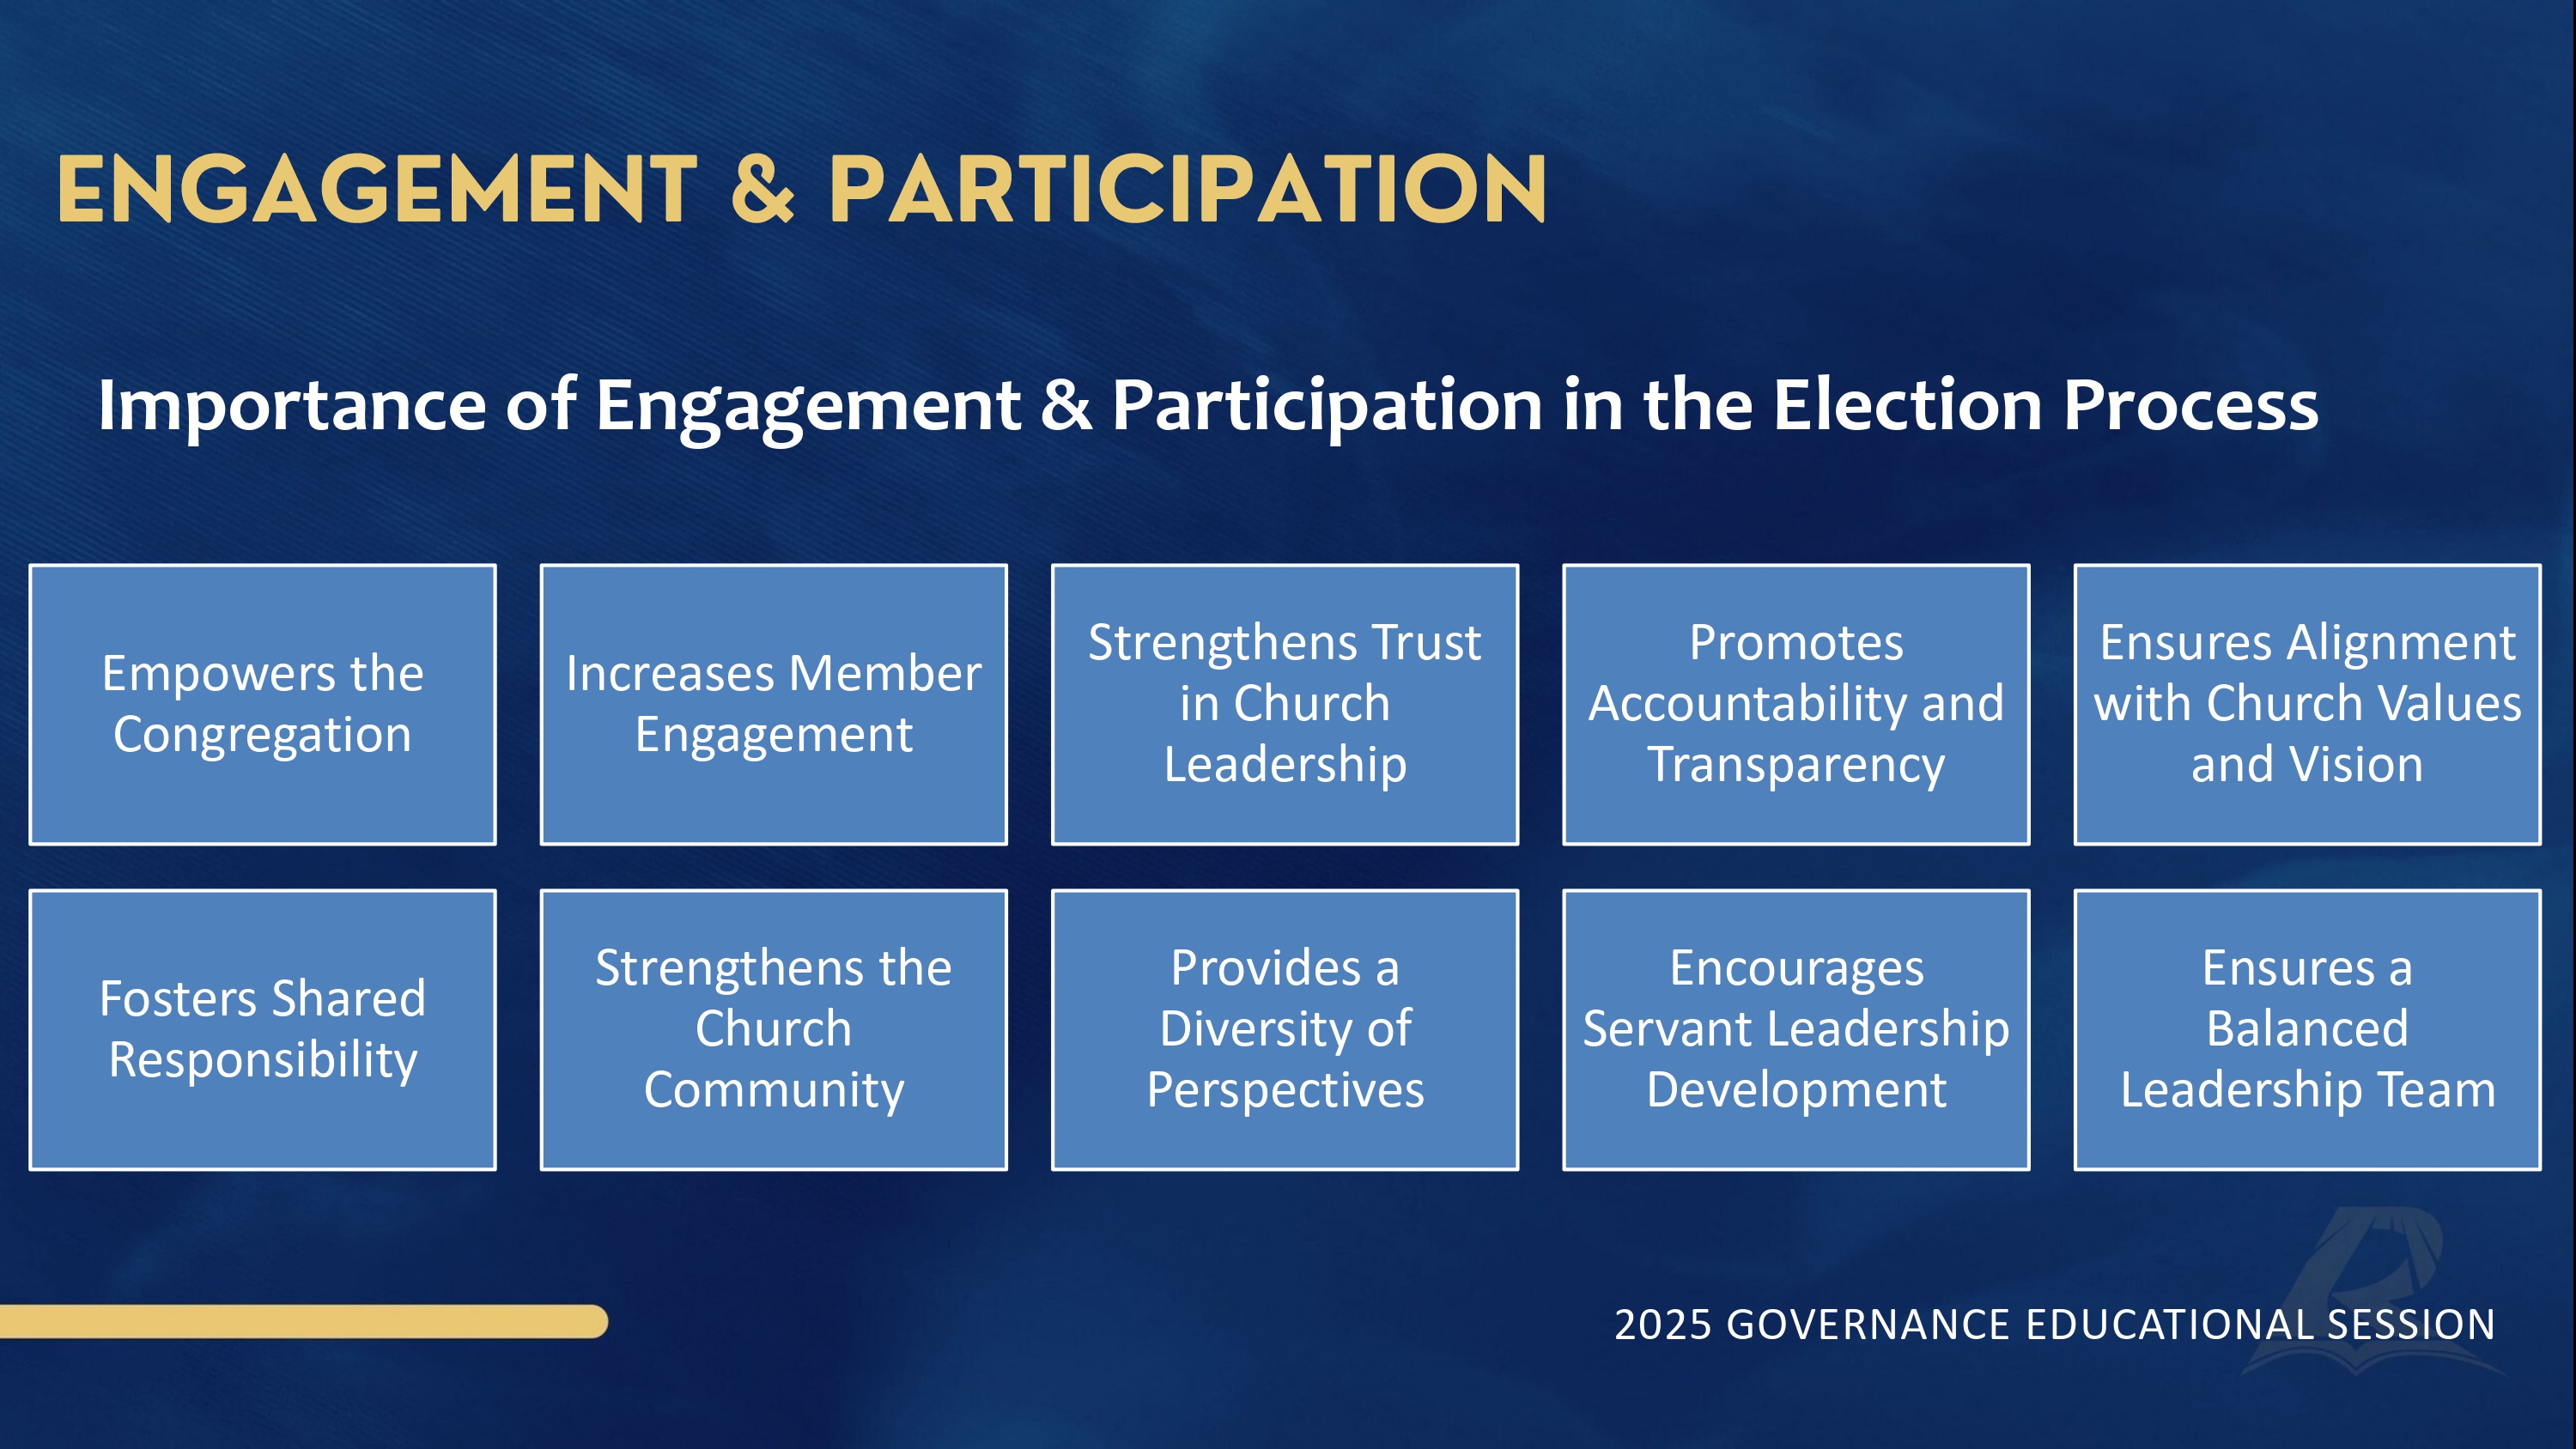 ENGAGEMENT & PARTICIPATION
Importance of Engagement & Participation in the Election Process
Empowers the
Congregation
Increases Member
Engagement
Strengthens Trust
in Church
Leadership
Promotes
Accountability and
Transparency
Ensures Alignment
with Church Values
and Vision
Fosters Shared
Responsibility
Strengthens the
Church
Community
Provides a
Diversity of
Perspectives
Encourages
Servant Leadership
Development
Ensures a
Balanced
Leadership Team
2025 GOVERNANCE EDUCATIONAL SESSION